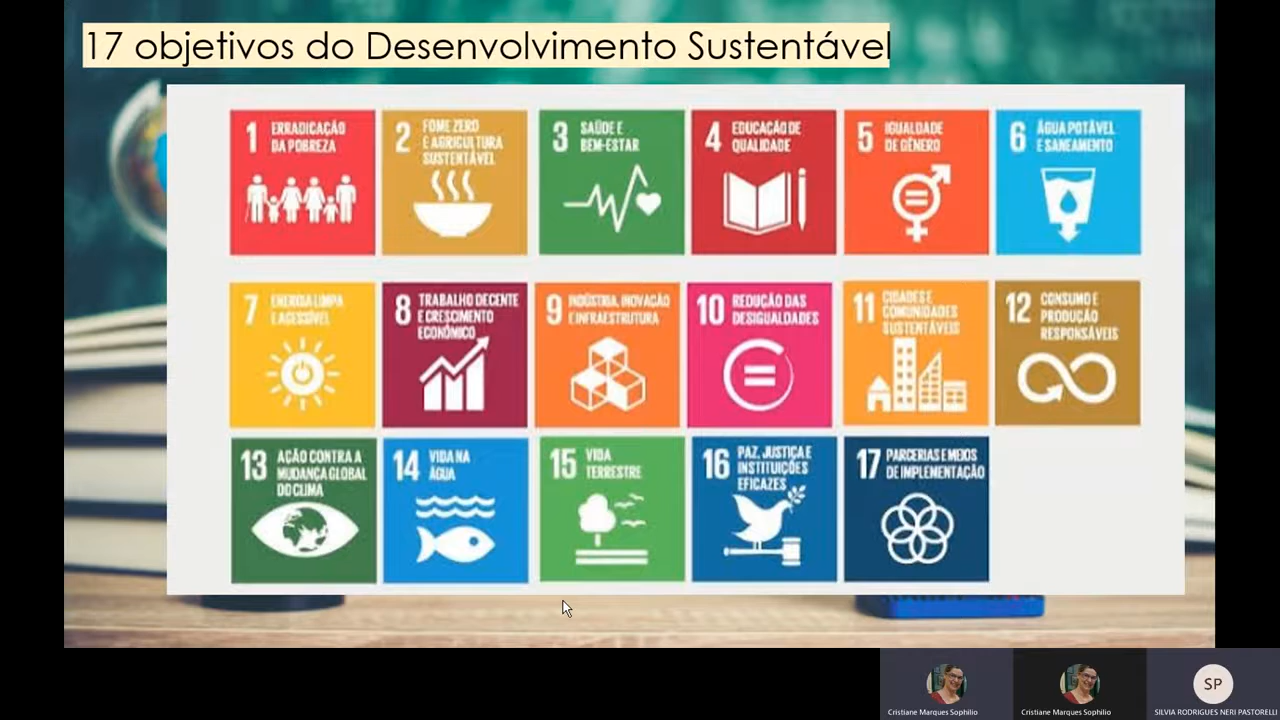 17 objetivos do Desenvolvimento Sustentável
1 ERRADICAÇÃO
DA POBREZA
2 FOME ZERO
E AGRICULTURA
SUSTENTÁVEL
3 SAÚDE E
BEM-ESTAR
4 EDUCAÇÃO DE
QUALIDADE
5 IGUALDADE
DE GÊNERO
6 ÁGUA POTÁVEL
E SANEAMENTO
7 ENERGIA LIMPA
E ACESSÍVEL
8 TRABALHO DECENTE
E CRESCIMENTO
ECONÔMICO
9 INDÚSTRIA, INOVAÇÃO
E INFRAESTRUTURA
10 REDUÇÃO DAS
DESIGUALDADES
11 CIDADES E
COMUNIDADES
SUSTENTÁVEIS
12 CONSUMO E
PRODUÇÃO
RESPONSÁVEIS
13 AÇÃO CONTRA A
MUDANÇA GLOBAL
DO CLIMA
14 VIDA NA
ÁGUA
15 VIDA
TERRESTRE
16 PAZ, JUSTIÇA E
INSTITUIÇÕES
EFICAZES
17 PARCERIAS E MEIOS
DE IMPLEMENTAÇÃO
SP
Cristiane Marques Sophilio
Cristiane Marques Sophilio
SILVIA RODRIGUES NERI PASTORELLI